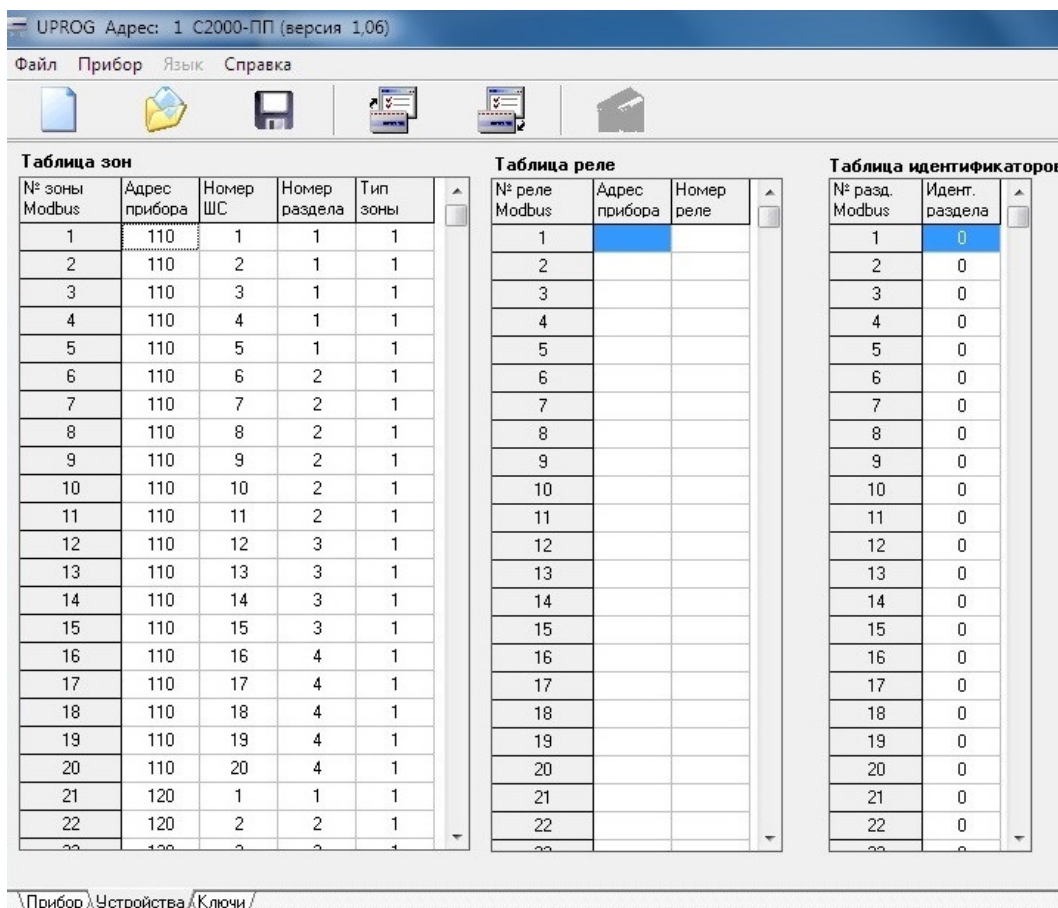 UPROG Адрес: 1 С2000-ПП (версия 1,06)
Файл Прибор Язык Справка
Таблица зон
№ зоны Modbus Адрес прибора Номер ШС Номер раздела Тип зоны
1 110 1 1 1
2 110 2 1 1
3 110 3 1 1
4 110 4 1 1
5 110 5 1 1
6 110 6 2 1
7 110 7 2 1
8 110 8 2 1
9 110 9 2 1
10 110 10 2 1
11 110 11 2 1
12 110 12 3 1
13 110 13 3 1
14 110 14 3 1
15 110 15 3 1
16 110 16 4 1
17 110 17 4 1
18 110 18 4 1
19 110 19 4 1
20 110 20 4 1
21 120 1 1 1
22 120 2 2 1
Таблица реле
№ реле Modbus Адрес прибора Номер реле
1
2
3
4
5
6
7
8
9
10
11
12
13
14
15
16
17
18
19
20
21
22
Таблица идентификаторов
№ разд. Modbus Идент. раздела
1 0
2 0
3 0
4 0
5 0
6 0
7 0
8 0
9 0
10 0
11 0
12 0
13 0
14 0
15 0
16 0
17 0
18 0
19 0
20 0
21 0
22 0
Прибор Устройства Ключи